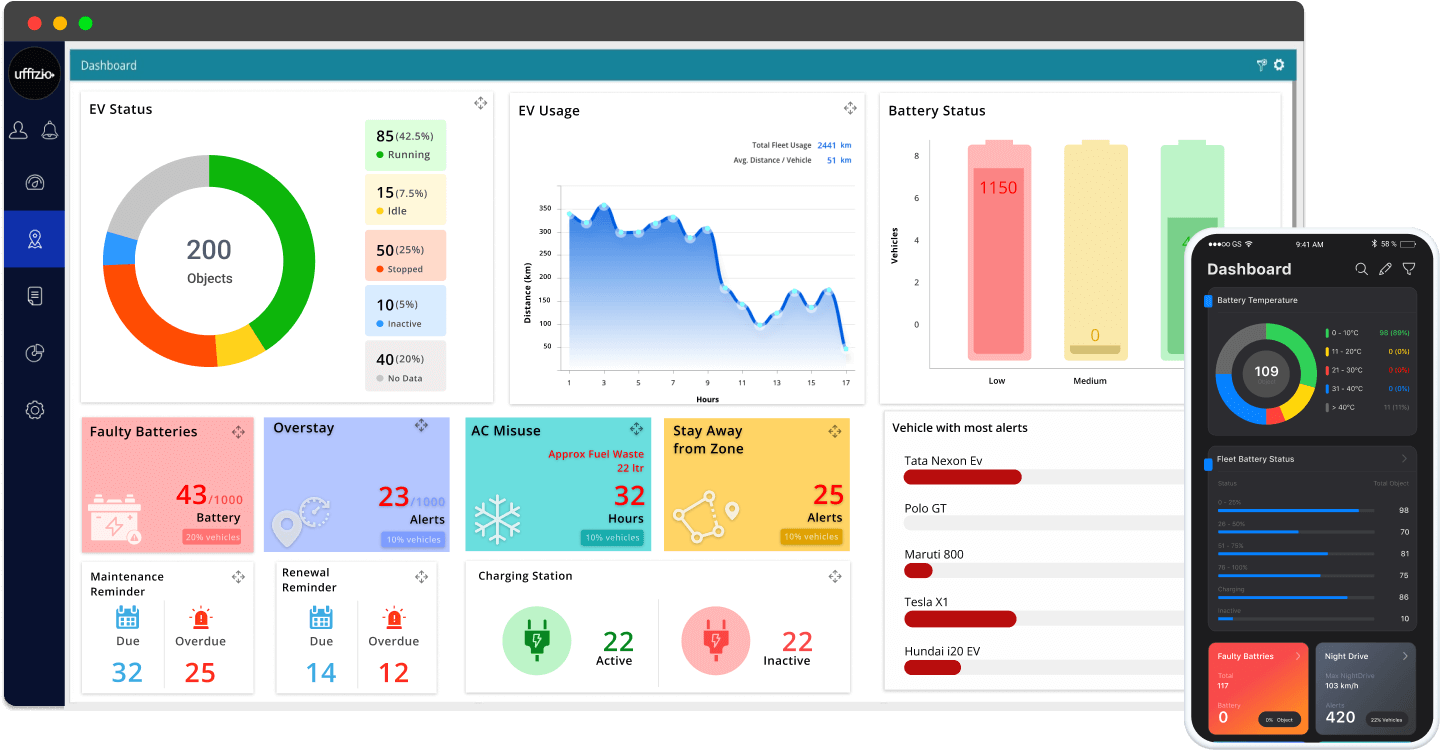 uffizio
Dashboard
EV Status
200
Objects
85(42.5%)
Running
15(7.5%)
Idle
50(25%)
Stopped
10(5%)
Inactive
40(20%)
No Data
EV Usage
Total Fleet Usage 2441 km
Avg. Distance / Vehicle 51 km
Distance (km)
350
300
250
200
150
100
50
1 3 5 7 9 11 13 15 17
Hours
Battery Status
Vehicles
8
6
4
2
0
1150
0
Low Medium
Faulty Batteries
43/1000
Battery
20% vehicles
Overstay
23/1000
Alerts
10% vehicles
AC Misuse
Approx Fuel Waste
22 ltr
32
Hours
10% vehicles
Stay Away
from Zone
25
Alerts
10% vehicles
Maintenance
Reminder
Due
32
Overdue
25
Renewal
Reminder
Due
14
Overdue
12
Charging Station
22
Active
22
Inactive
Vehicle with most alerts
Tata Nexon Ev
Polo GT
Maruti 800
Tesla X1
Hundai i20 EV
GS 9:41 AM 58 %
Dashboard
Battery Temperature
109
0 - 10°C 98 (89%)
11 - 20°C 0 (0%)
21 - 30°C 0 (0%)
31 - 40°C 0 (0%)
> 40°C 11 (11%)
Fleet Battery Status
Status Total Object
0 - 25%
98
26 - 50%
70
51 - 75%
81
76 - 100%
75
Charging
86
Inactive
10
Faulty Battries
Total
117
Battery
0
0% Object
Night Drive
Max NightDrive
103 km/h
Alerts
420
22% Vehicles